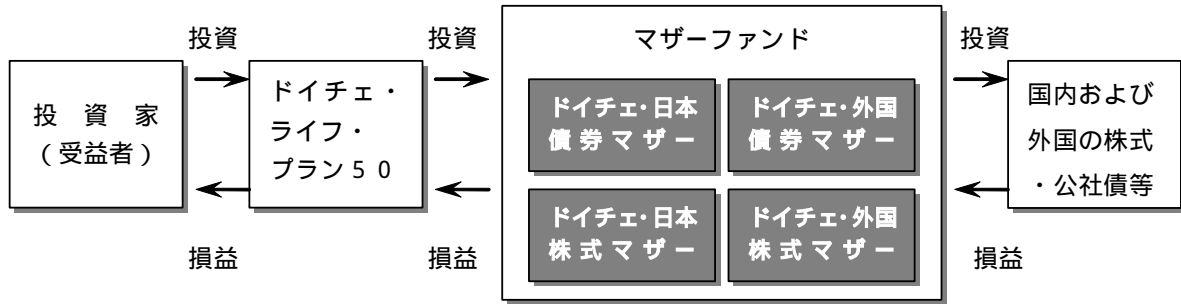 投資
投資
マザーファンド
投資
投 資 家
(受益者)
ドイチェ・
ライフ・
プラン50
ドイチェ・日本
債券マザー
ドイチェ・外国
債券マザー
ドイチェ・日本
株式マザー
ドイチェ・外国
株式マザー
国内および
外国の株式
・公社債等
損益
損益
損益